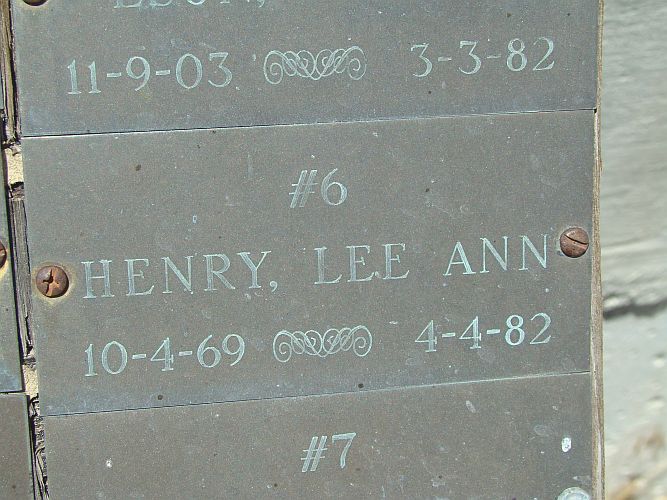 11-9-03 3-3-82
#6
HENRY, LEE ANN
10-4-69 4-4-82
#7